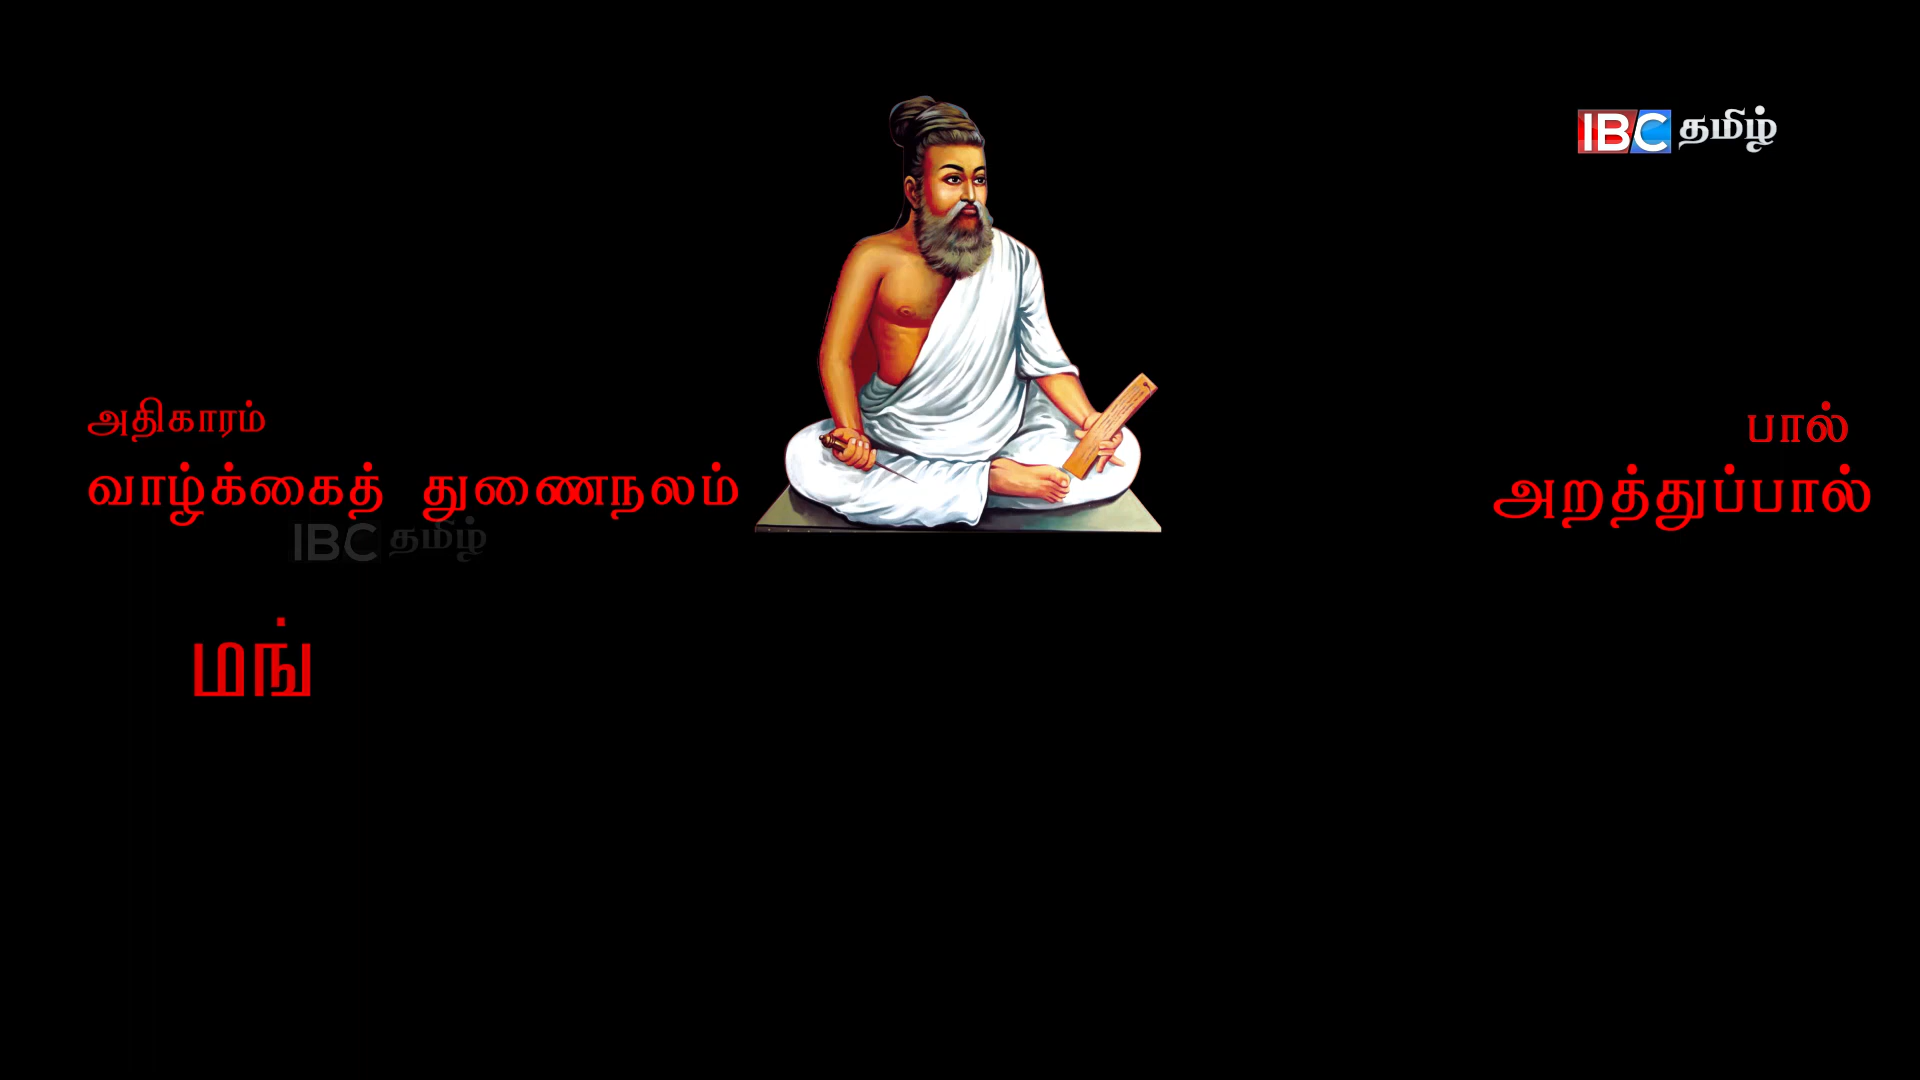 IBC தமிழ்
அதிகாரம்
வாழ்க்கைத் துணைநலம்
பால்
அறத்துப்பால்
IBC தமிழ்
மங்